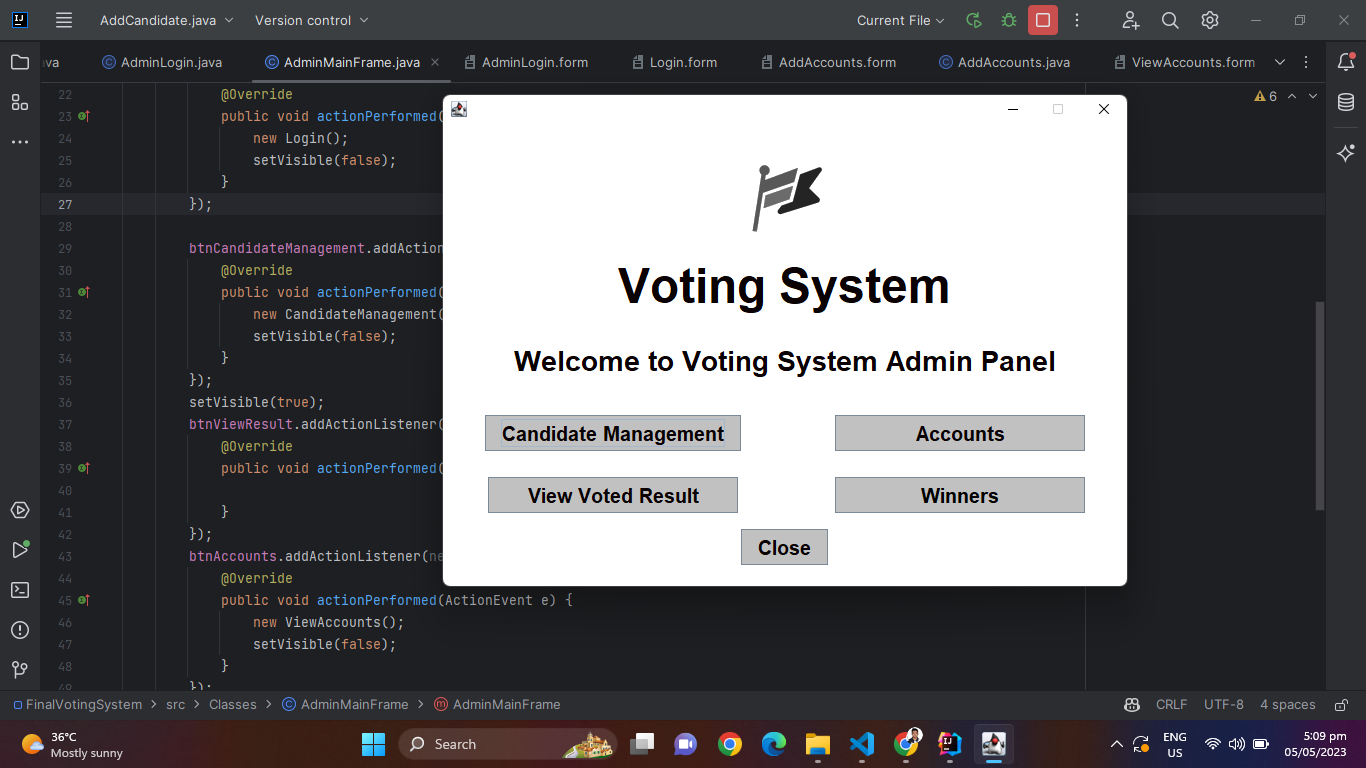 AddCandidate.java Version control Current File
ava AdminLogin.java AdminMainFrame.java AdminLogin.form Login.form AddAccounts.form AddAccounts.java ViewAccounts.form
22 @Override
23 public void actionPerformed(
24 new Login();
25 setVisible(false);
26 }
27 });
28
29 btnCandidateManagement.addAction
30 @Override
31 public void actionPerformed(
32 new CandidateManagement(
33 setVisible(false);
34 }
35 });
36 setVisible(true);
37 btnViewResult.addActionListener(
38 @Override
39 public void actionPerformed(
40
41 }
42 });
43 btnAccounts.addActionListener(ne
44 @Override
45 public void actionPerformed(ActionEvent e) {
46 new ViewAccounts();
47 setVisible(false);
48 }
49 });
6
Voting System
Welcome to Voting System Admin Panel
Candidate Management Accounts
View Voted Result Winners
Close
FinalVotingSystem > src > Classes > AdminMainFrame > AdminMainFrame CRLF UTF-8 4 spaces
36°C
Mostly sunny
Search
ENG
US
5:09 pm
05/05/2023